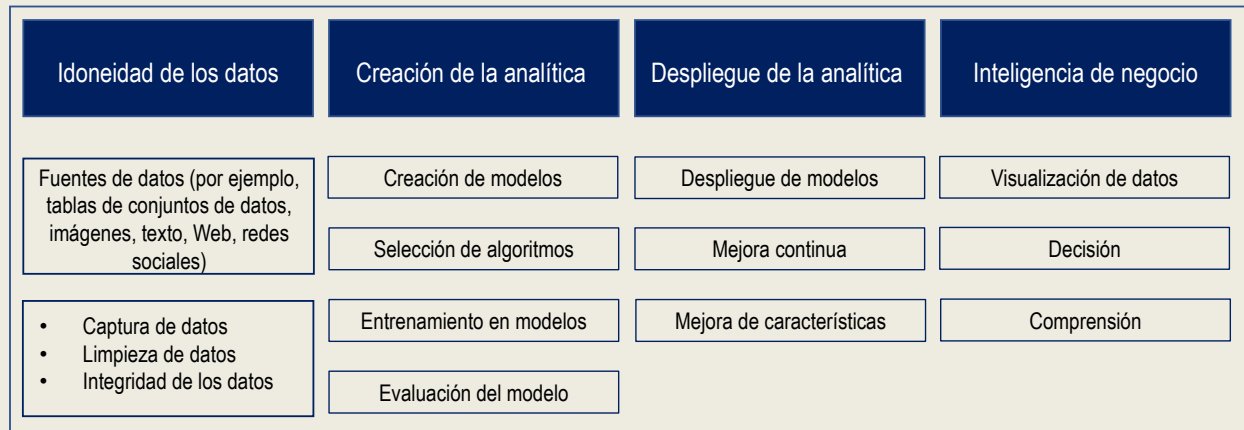 Idoneidad de los datos
Creación de la analítica
Despliegue de la analítica
Inteligencia de negocio
Fuentes de datos (por ejemplo,
tablas de conjuntos de datos,
imágenes, texto, Web, redes
sociales)
• Captura de datos
• Limpieza de datos
• Integridad de los datos
Creación de modelos
Selección de algoritmos
Entrenamiento en modelos
Evaluación del modelo
Despliegue de modelos
Mejora continua
Mejora de características
Visualización de datos
Decisión
Comprensión